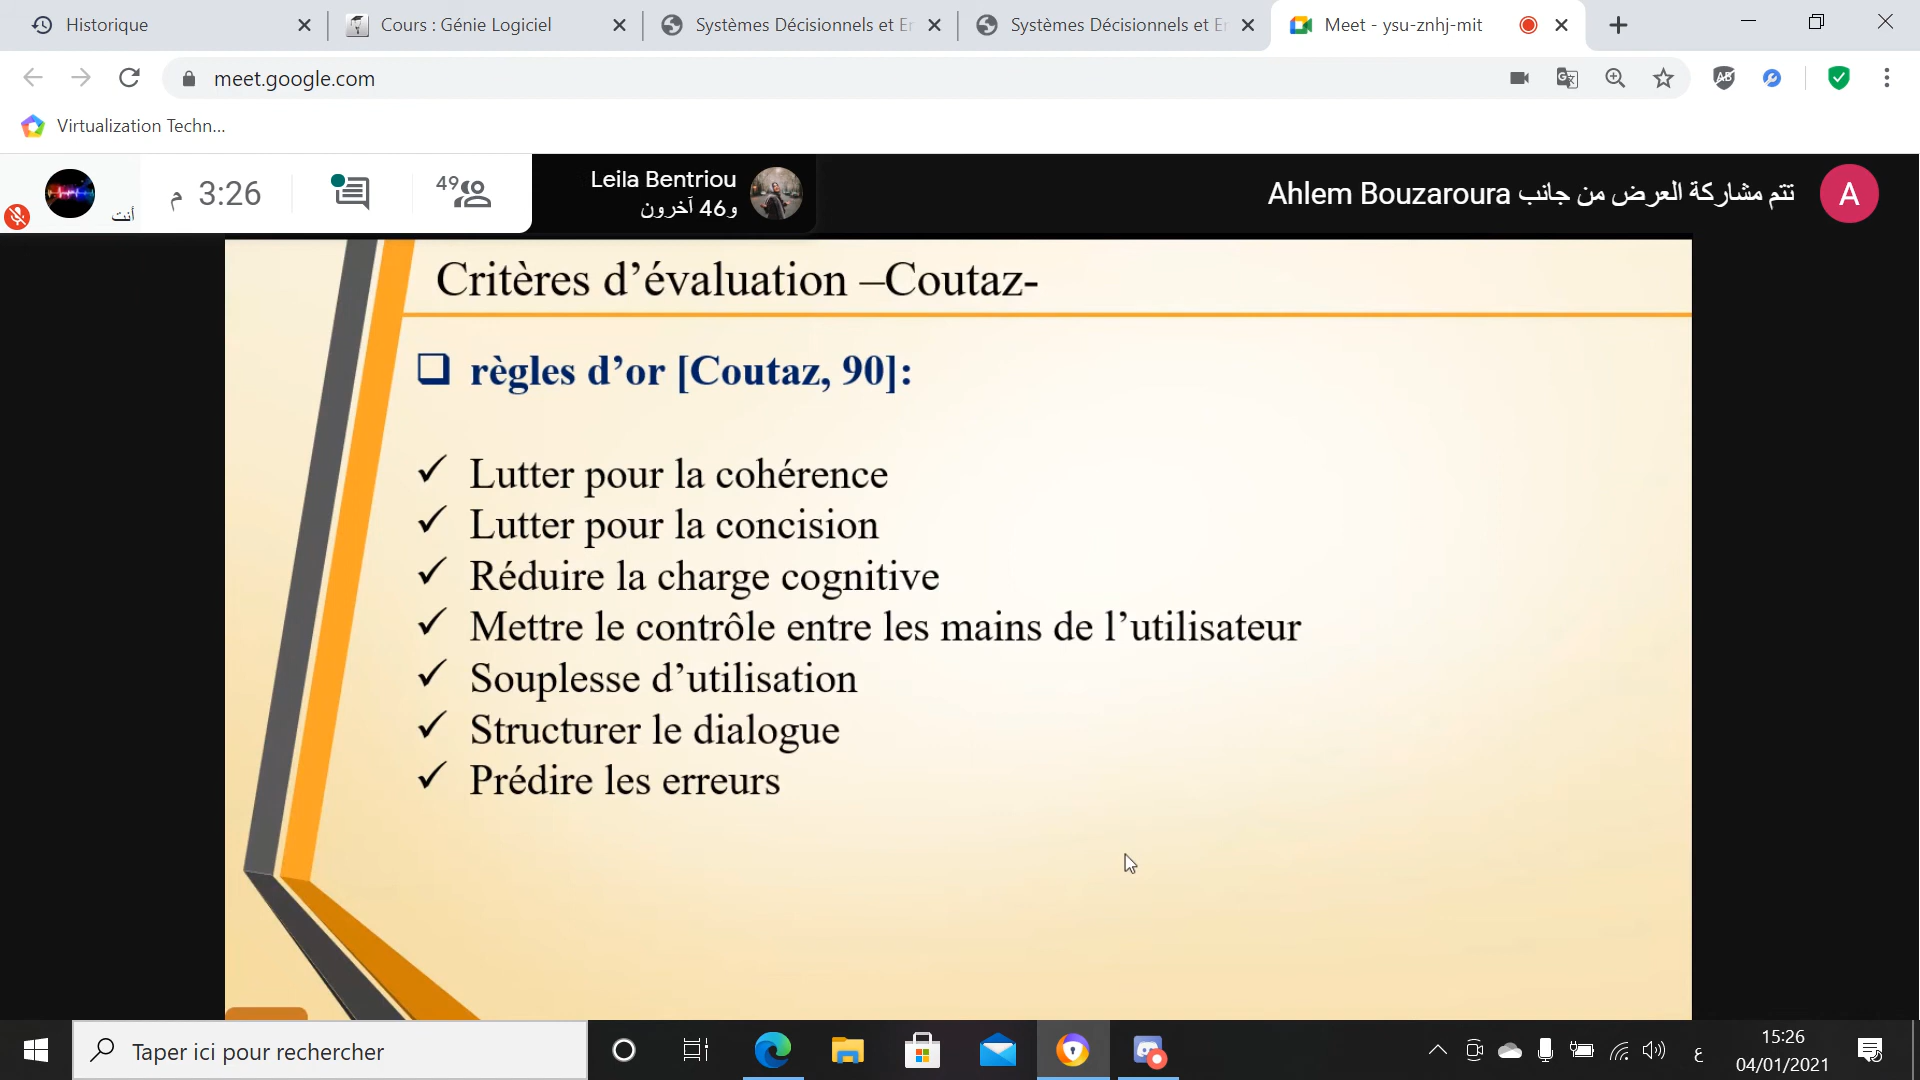 Historique
Cours : Génie Logiciel
Systèmes Décisionnels et Er
Systèmes Décisionnels et Er
Meet - ysu-znhj-mit
meet.google.com
Virtualization Techn...
أنت
3:26 م
49
Leila Bentriou
و46 آخرون
تتم مشاركة العرض من جانب Ahlem Bouzaroura
A
Critères d’évaluation –Coutaz-
règles d’or [Coutaz, 90]:
Lutter pour la cohérence
Lutter pour la concision
Réduire la charge cognitive
Mettre le contrôle entre les mains de l’utilisateur
Souplesse d’utilisation
Structurer le dialogue
Prédire les erreurs
Taper ici pour rechercher
ع
15:26
04/01/2021